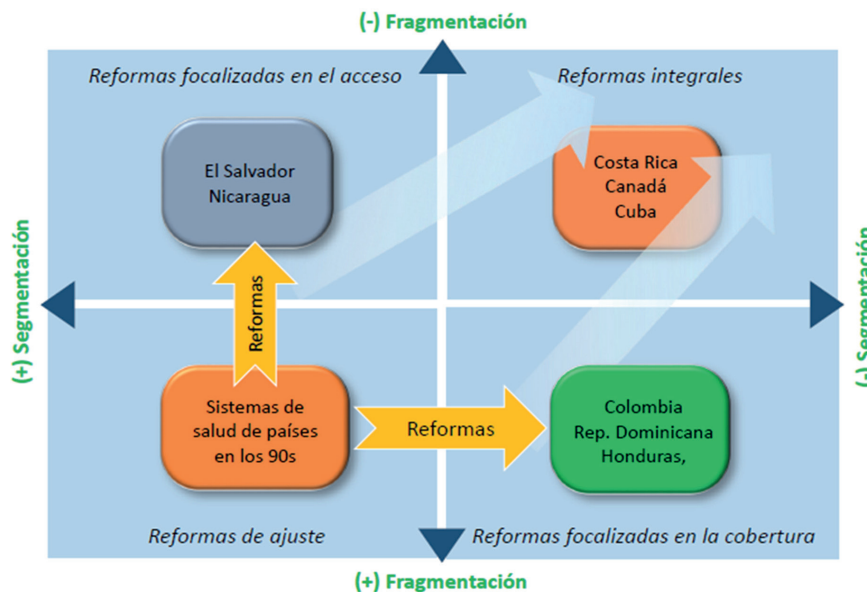 (-) Fragmentación
Reformas focalizadas en el acceso
Reformas integrales
El Salvador
Nicaragua
Costa Rica
Canadá
Cuba
(+) Segmentación
(-) Segmentación
Reformas
Sistemas de
salud de países
en los 90s
Reformas
Colombia
Rep. Dominicana
Honduras,
Reformas de ajuste
Reformas focalizadas en la cobertura
(+) Fragmentación